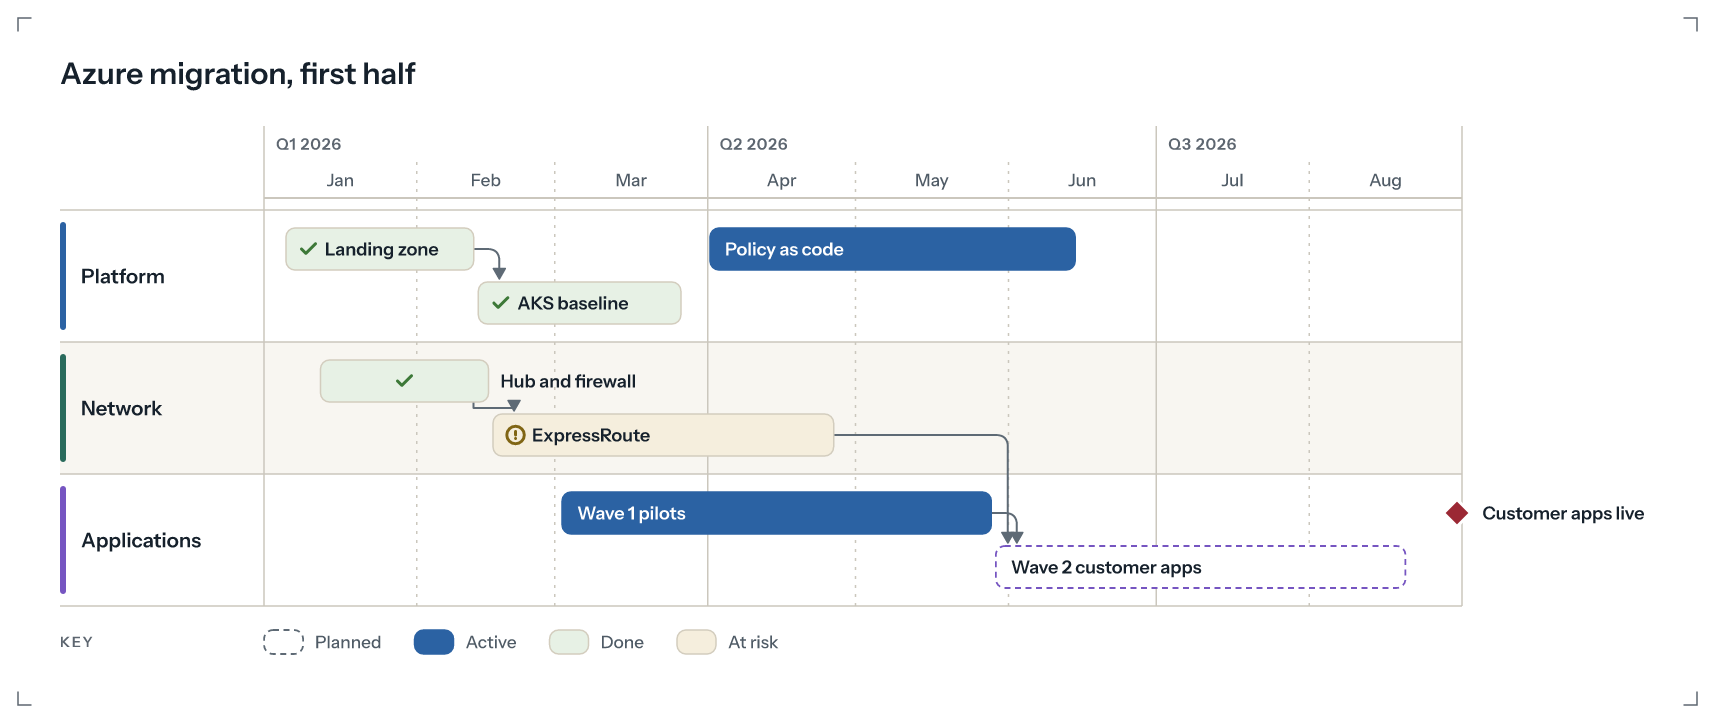 Azure migration, first half
Q1 2026
Q2 2026
Q3 2026
Jan
Feb
Mar
Apr
May
Jun
Jul
Aug
Platform
Landing zone
Policy as code
AKS baseline
Network
Hub and firewall
ExpressRoute
Applications
Wave 1 pilots
Customer apps live
Wave 2 customer apps
KEY
Planned
Active
Done
At risk